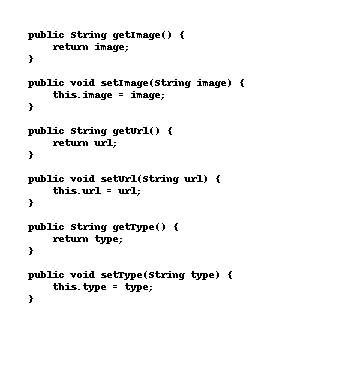 public String getImage() {
    return image;
}

public void setImage(String image) {
    this.image = image;
}

public String getUrl() {
    return url;
}

public void setUrl(String url) {
    this.url = url;
}

public String getType() {
    return type;
}

public void setType(String type) {
    this.type = type;
}